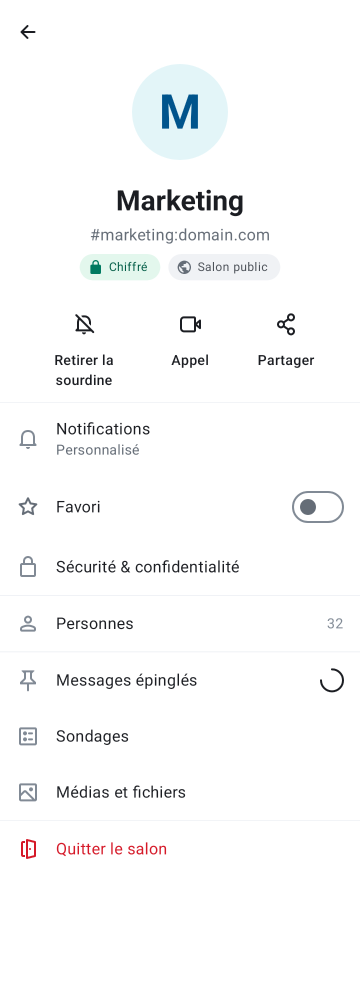 M
Marketing
#marketing:domain.com
Chiffré
Salon public
Retirer la
sourdine
Appel
Partager
Notifications
Personnalisé
Favori
Sécurité & confidentialité
Personnes
32
Messages épinglés
Sondages
Médias et fichiers
Quitter le salon